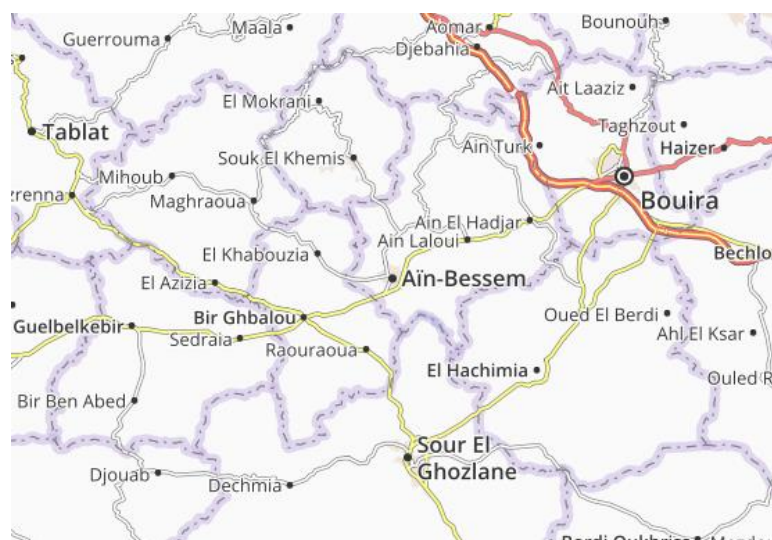 Aomar
Maala
Bounouh
Guerrouma
Djebahia
Ait Laaziz
El Mokrani
Taghzout
Tablat
Ain Turk
Haizer
Souk El Khemis
Mihoub
Bouira
zrenna
Maghraoua
Ain El Hadjar
Ain Laloui
El Khabouzia
Bechlo
Aïn-Bessem
El Azizia
Oued El Berdi
Bir Ghbalou
Guelbelkebir
Ahl El Ksar
Sedraia
Raouraoua
El Hachimia
Ouled R
Bir Ben Abed
Sour El
Ghozlane
Djouab
Dechmia